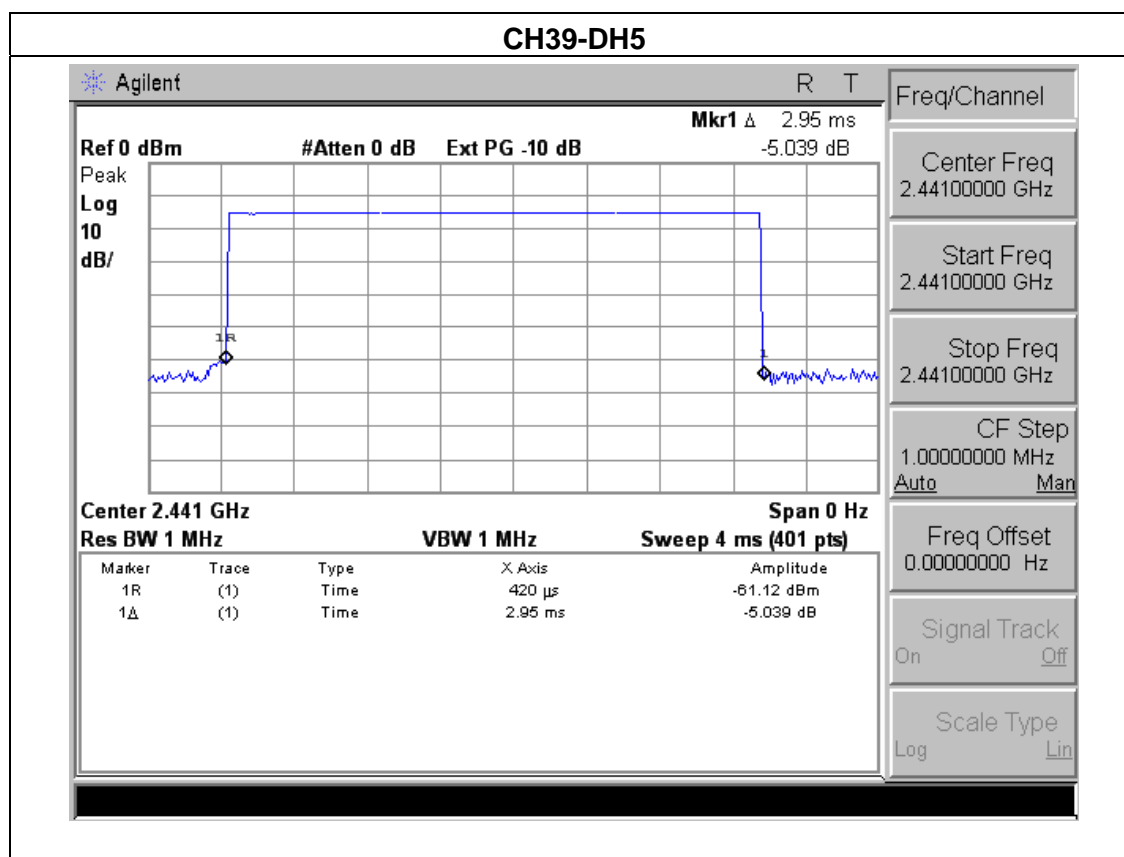 CH39-DH5
Agilent R T
Mkr1 Δ 2.95 ms
Ref 0 dBm #Atten 0 dB Ext PG -10 dB -5.039 dB
Peak
Log
10
dB/
1R
1
Center 2.441 GHz Span 0 Hz
Res BW 1 MHz VBW 1 MHz Sweep 4 ms (401 pts)
Marker Trace Type X Axis Amplitude
1R (1) Time 420 µs -61.12 dBm
1Δ (1) Time 2.95 ms -5.039 dB
Freq/Channel
Center Freq
2.44100000 GHz
Start Freq
2.44100000 GHz
Stop Freq
2.44100000 GHz
CF Step
1.00000000 MHz
Auto Man
Freq Offset
0.00000000 Hz
Signal Track
On Off
Scale Type
Log Lin